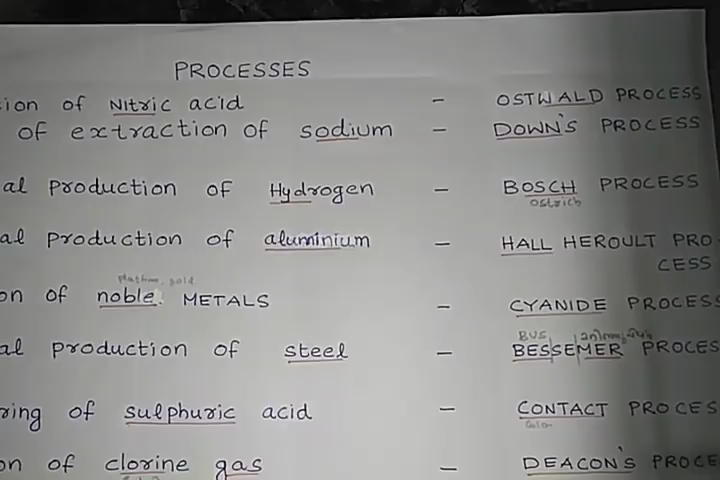 PROCESSES
ion of Nitric acid - OSTWALD PROCESS
of extraction of sodium - DOWN'S PROCESS
al production of Hydrogen - BOSCH PROCESS
Ostrich
al production of aluminium - HALL HEROULT PRO
CESS
platinum, gold
on of noble METALS - CYANIDE PROCESS
BUS
al production of steel - BESSEMER PROCES
ring of sulphuric acid - CONTACT PROCES
on of clorine gas - DEACON'S PROCE